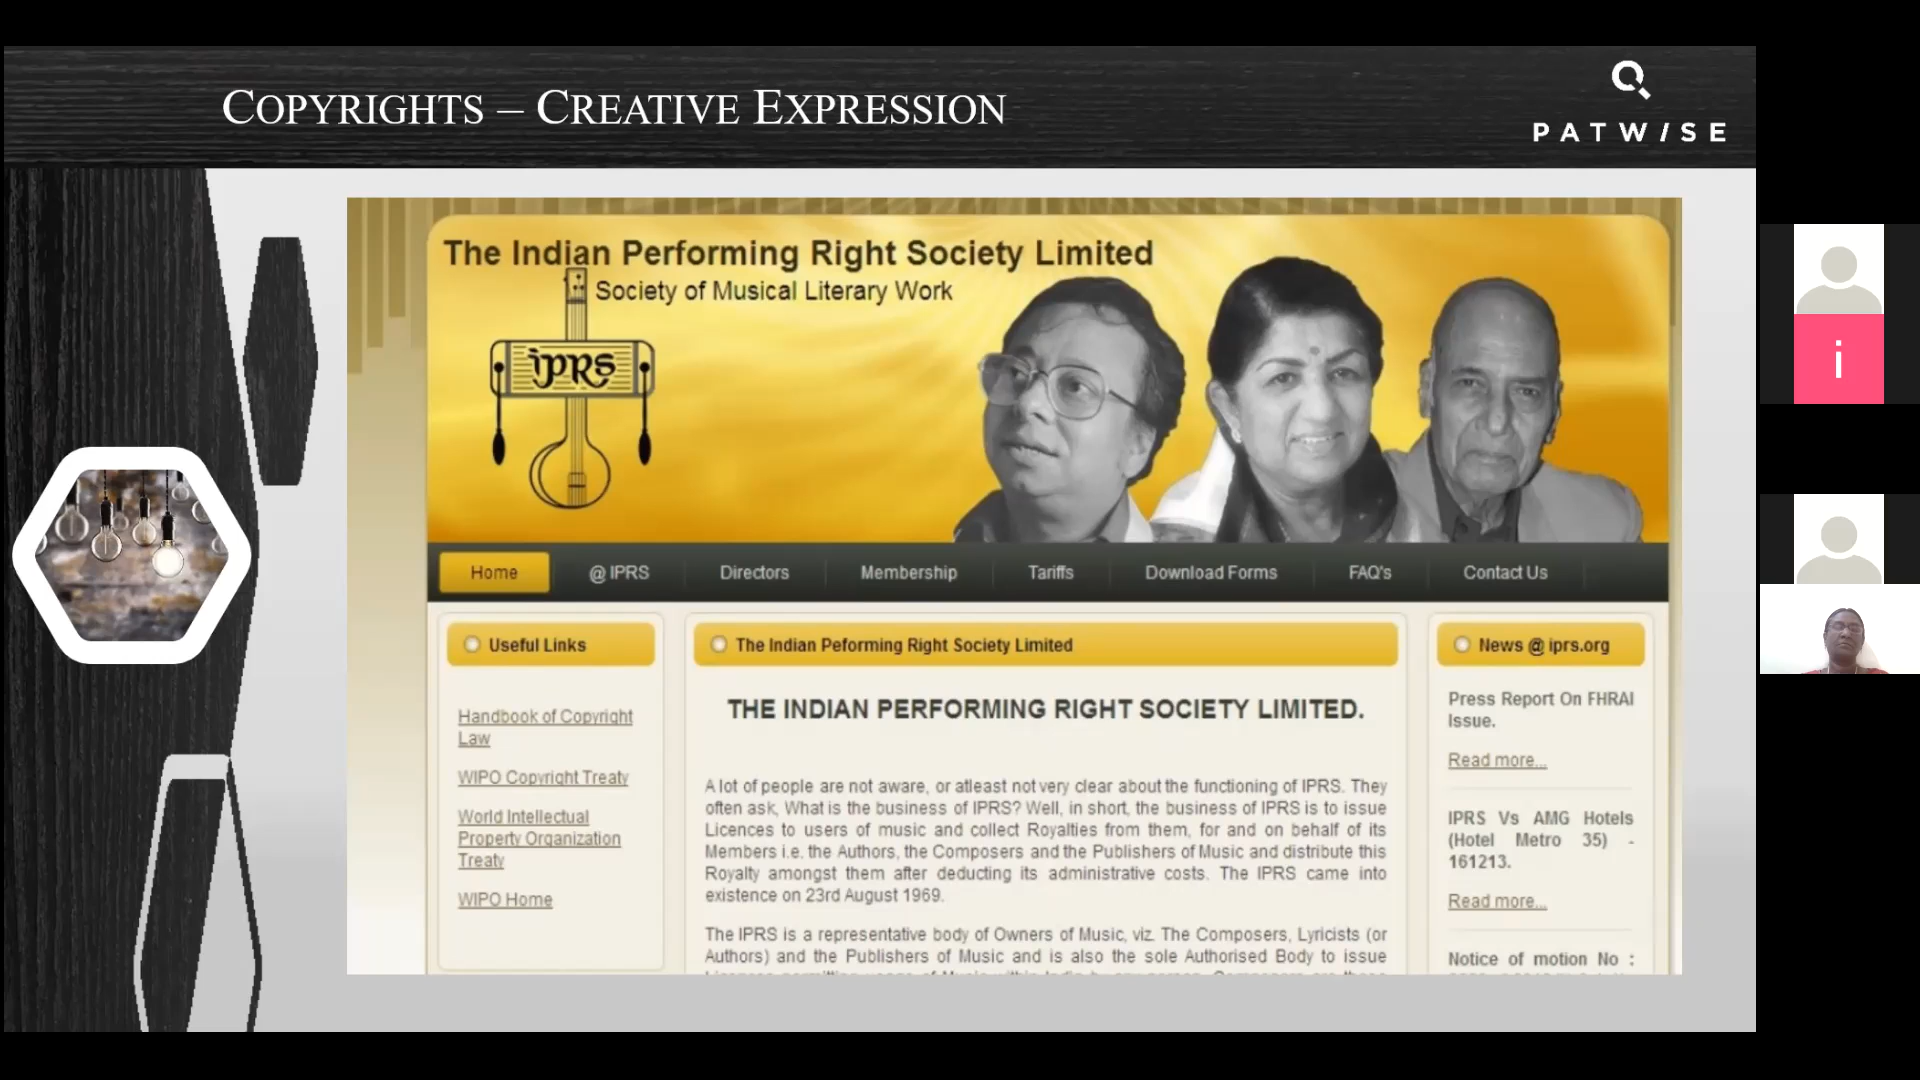 COPYRIGHTS – CREATIVE EXPRESSION
PATWISE
The Indian Performing Right Society Limited
Society of Musical Literary Work
iPRS
Home @ IPRS Directors Membership Tariffs Download Forms FAQ's Contact Us
Useful Links
Handbook of Copyright
Law
WIPO Copyright Treaty
World Intellectual
Property Organization
Treaty
WIPO Home
The Indian Peforming Right Society Limited
THE INDIAN PERFORMING RIGHT SOCIETY LIMITED.
A lot of people are not aware, or atleast not very clear about the functioning of IPRS. They
often ask, What is the business of IPRS? Well, in short, the business of IPRS is to issue
Licences to users of music and collect Royalties from them, for and on behalf of its
Members i.e. the Authors, the Composers and the Publishers of Music and distribute this
Royalty amongst them after deducting its administrative costs. The IPRS came into
existence on 23rd August 1969.
The IPRS is a representative body of Owners of Music, viz. The Composers, Lyricists (or
Authors) and the Publishers of Music and is also the sole Authorised Body to issue
News @ iprs.org
Press Report On FHRAI
Issue.
Read more...
IPRS Vs AMG Hotels
(Hotel Metro 35) -
161213.
Read more...
Notice of motion No :
i